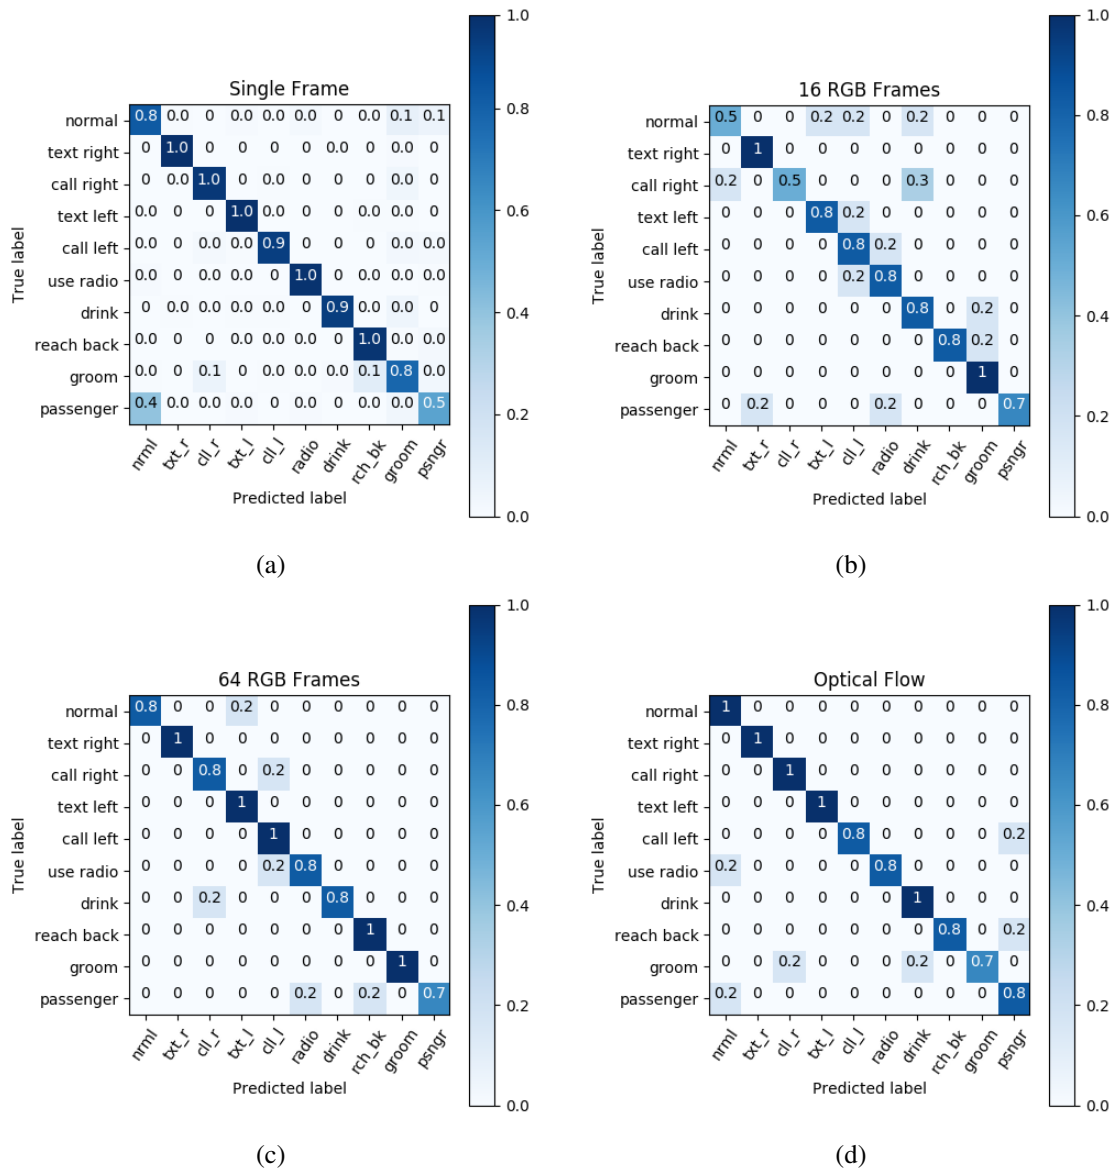 Single Frame
1.0
0.8
0.6
0.4
0.2
0.0
True label
normal 0.8 0.0 0 0.0 0.0 0.0 0 0.0 0.1 0.1
text right 0 1.0 0 0 0 0 0.0 0 0.0 0
call right 0 0.0 1.0 0 0 0 0.0 0 0.0 0
text left 0.0 0 0 1.0 0.0 0 0 0 0.0 0.0
call left 0.0 0 0.0 0.0 0.9 0 0 0 0.0 0.0
use radio 0.0 0 0 0.0 0.0 1.0 0 0 0.0 0.0
drink 0.0 0 0.0 0 0.0 0 0.9 0 0.0 0
reach back 0.0 0 0.0 0 0 0 0.0 1.0 0.0 0.0
groom 0.0 0 0.1 0 0.0 0.0 0.0 0.1 0.8 0.0
passenger 0.4 0.0 0.0 0.0 0.0 0 0 0.0 0.0 0.5
nrml txt_r cll_r txt_l cll_l radio drink rch_bk groom psngr
Predicted label
(a)
16 RGB Frames
1.0
0.8
0.6
0.4
0.2
0.0
True label
normal 0.5 0 0 0.2 0.2 0 0.2 0 0 0
text right 0 1 0 0 0 0 0 0 0 0
call right 0.2 0 0.5 0 0 0 0.3 0 0 0
text left 0 0 0 0.8 0.2 0 0 0 0 0
call left 0 0 0 0 0.8 0.2 0 0 0 0
use radio 0 0 0 0 0.2 0.8 0 0 0 0
drink 0 0 0 0 0 0 0.8 0 0.2 0
reach back 0 0 0 0 0 0 0 0.8 0.2 0
groom 0 0 0 0 0 0 0 0 1 0
passenger 0 0.2 0 0 0 0.2 0 0 0 0.7
nrml txt_r cll_r txt_l cll_l radio drink rch_bk groom psngr
Predicted label
(b)
64 RGB Frames
1.0
0.8
0.6
0.4
0.2
0.0
True label
normal 0.8 0 0 0.2 0 0 0 0 0 0
text right 0 1 0 0 0 0 0 0 0 0
call right 0 0 0.8 0 0.2 0 0 0 0 0
text left 0 0 0 1 0 0 0 0 0 0
call left 0 0 0 0 1 0 0 0 0 0
use radio 0 0 0 0 0.2 0.8 0 0 0 0
drink 0 0 0.2 0 0 0 0.8 0 0 0
reach back 0 0 0 0 0 0 0 1 0 0
groom 0 0 0 0 0 0 0 0 1 0
passenger 0 0 0 0 0 0.2 0 0.2 0 0.7
nrml txt_r cll_r txt_l cll_l radio drink rch_bk groom psngr
Predicted label
(c)
Optical Flow
1.0
0.8
0.6
0.4
0.2
0.0
True label
normal 1 0 0 0 0 0 0 0 0 0
text right 0 1 0 0 0 0 0 0 0 0
call right 0 0 1 0 0 0 0 0 0 0
text left 0 0 0 1 0 0 0 0 0 0
call left 0 0 0 0 0.8 0 0 0 0 0.2
use radio 0.2 0 0 0 0 0.8 0 0 0 0
drink 0 0 0 0 0 0 1 0 0 0
reach back 0 0 0 0 0 0 0 0.8 0 0.2
groom 0 0 0.2 0 0 0 0.2 0 0.7 0
passenger 0.2 0 0 0 0 0 0 0 0 0.8
nrml txt_r cll_r txt_l cll_l radio drink rch_bk groom psngr
Predicted label
(d)